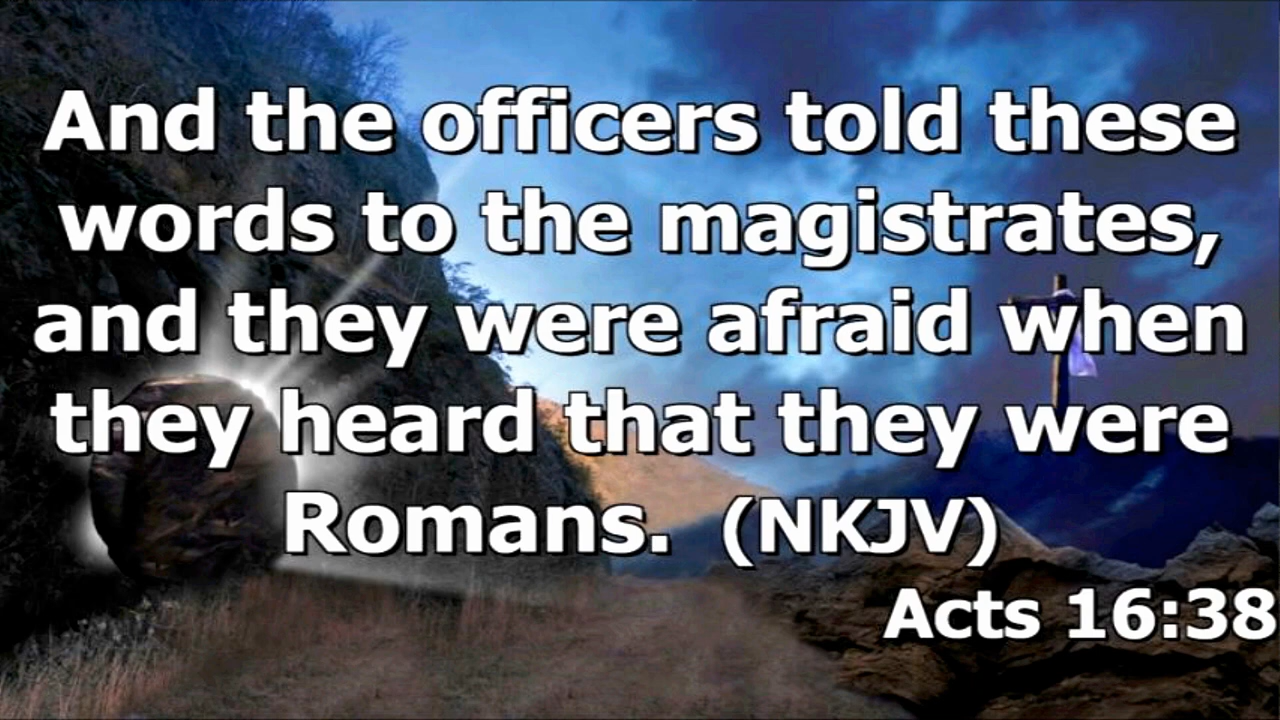 And the officers told these
words to the magistrates,
and they were afraid when
they heard that they were
Romans. (NKJV)
Acts 16:38